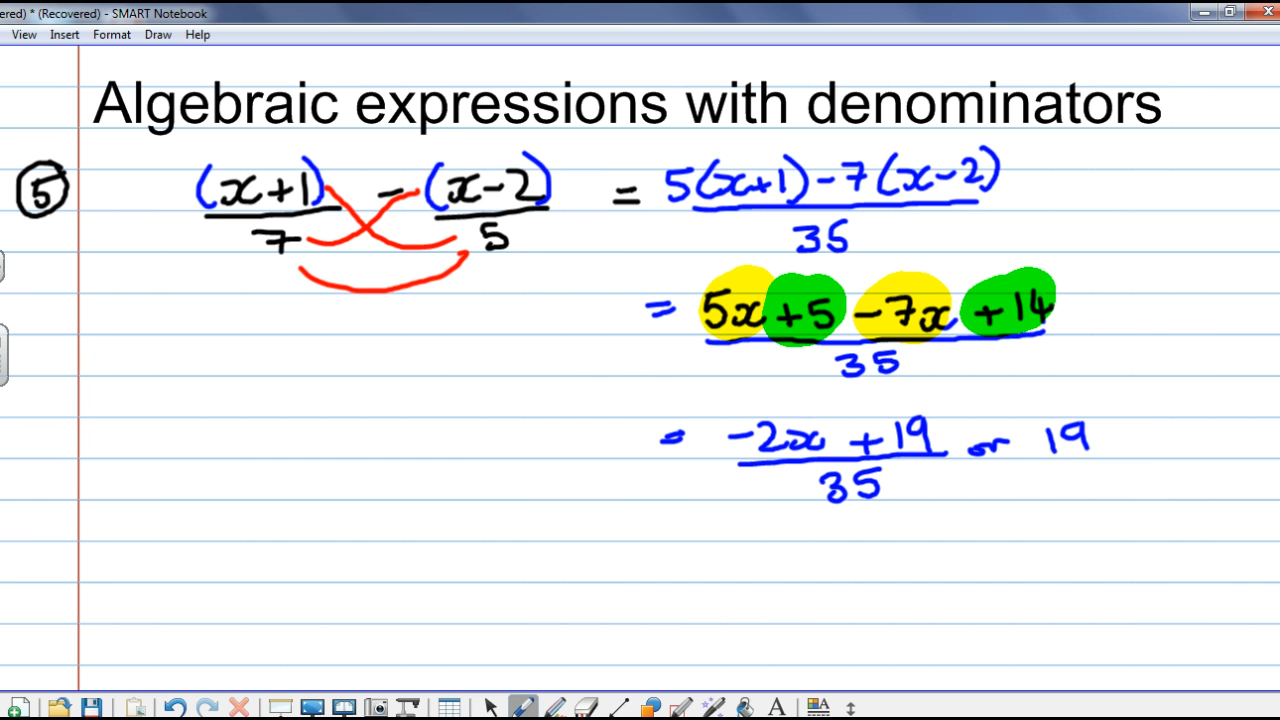 ered) * (Recovered) - SMART Notebook
View Insert Format Draw Help
Algebraic expressions with denominators
5 (x+1)/7 - (x-2)/5 = 5(x+1)-7(x-2)/35
= 5x+5-7x+14/35
= -2x+19/35 or 19
A